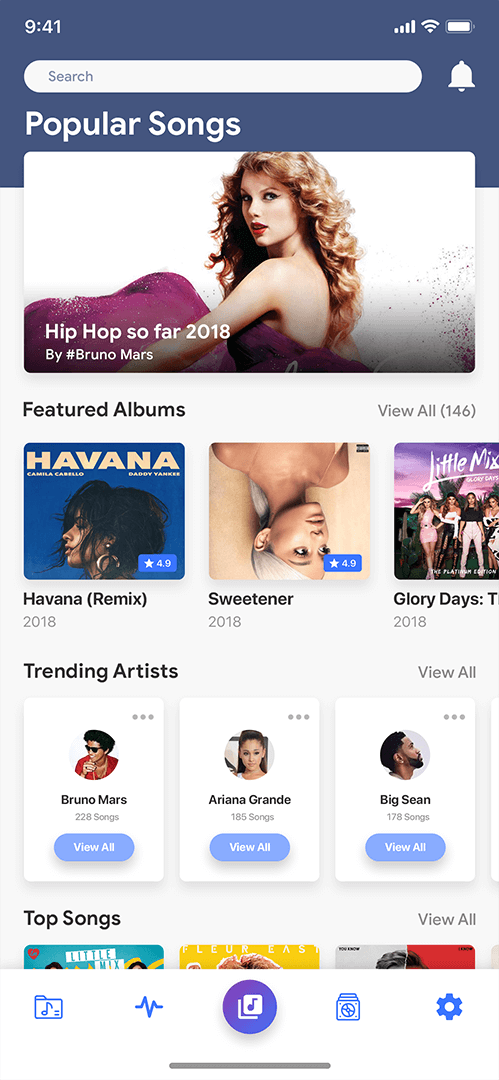 9:41
Search
Popular Songs
Hip Hop so far 2018
By #Bruno Mars
Featured Albums
View All (146)
HAVANA
CAMILA CABELLO
DADDY YANKEE
4.9
4.9
Little Mix
GLORY DAYS
THE PLATINUM EDITION
Havana (Remix)
Sweetener
Glory Days: T
2018
2018
2018
Trending Artists
View All
Bruno Mars
Ariana Grande
Big Sean
228 Songs
185 Songs
178 Songs
View All
View All
View All
Top Songs
View All
LITTLE
MIX
FLEUR EAST
YOU KNOW
I KNOW